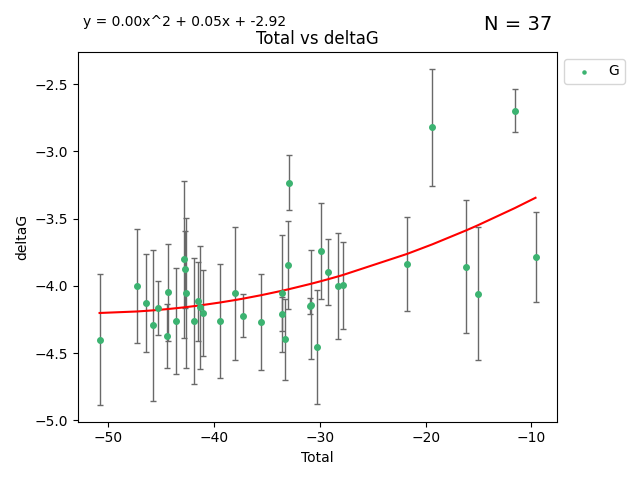 y = 0.00x^2 + 0.05x + -2.92
N = 37
Total vs deltaG
G
−2.5
−3.0
−3.5
−4.0
−4.5
−5.0
deltaG
−50 −40 −30 −20 −10
Total